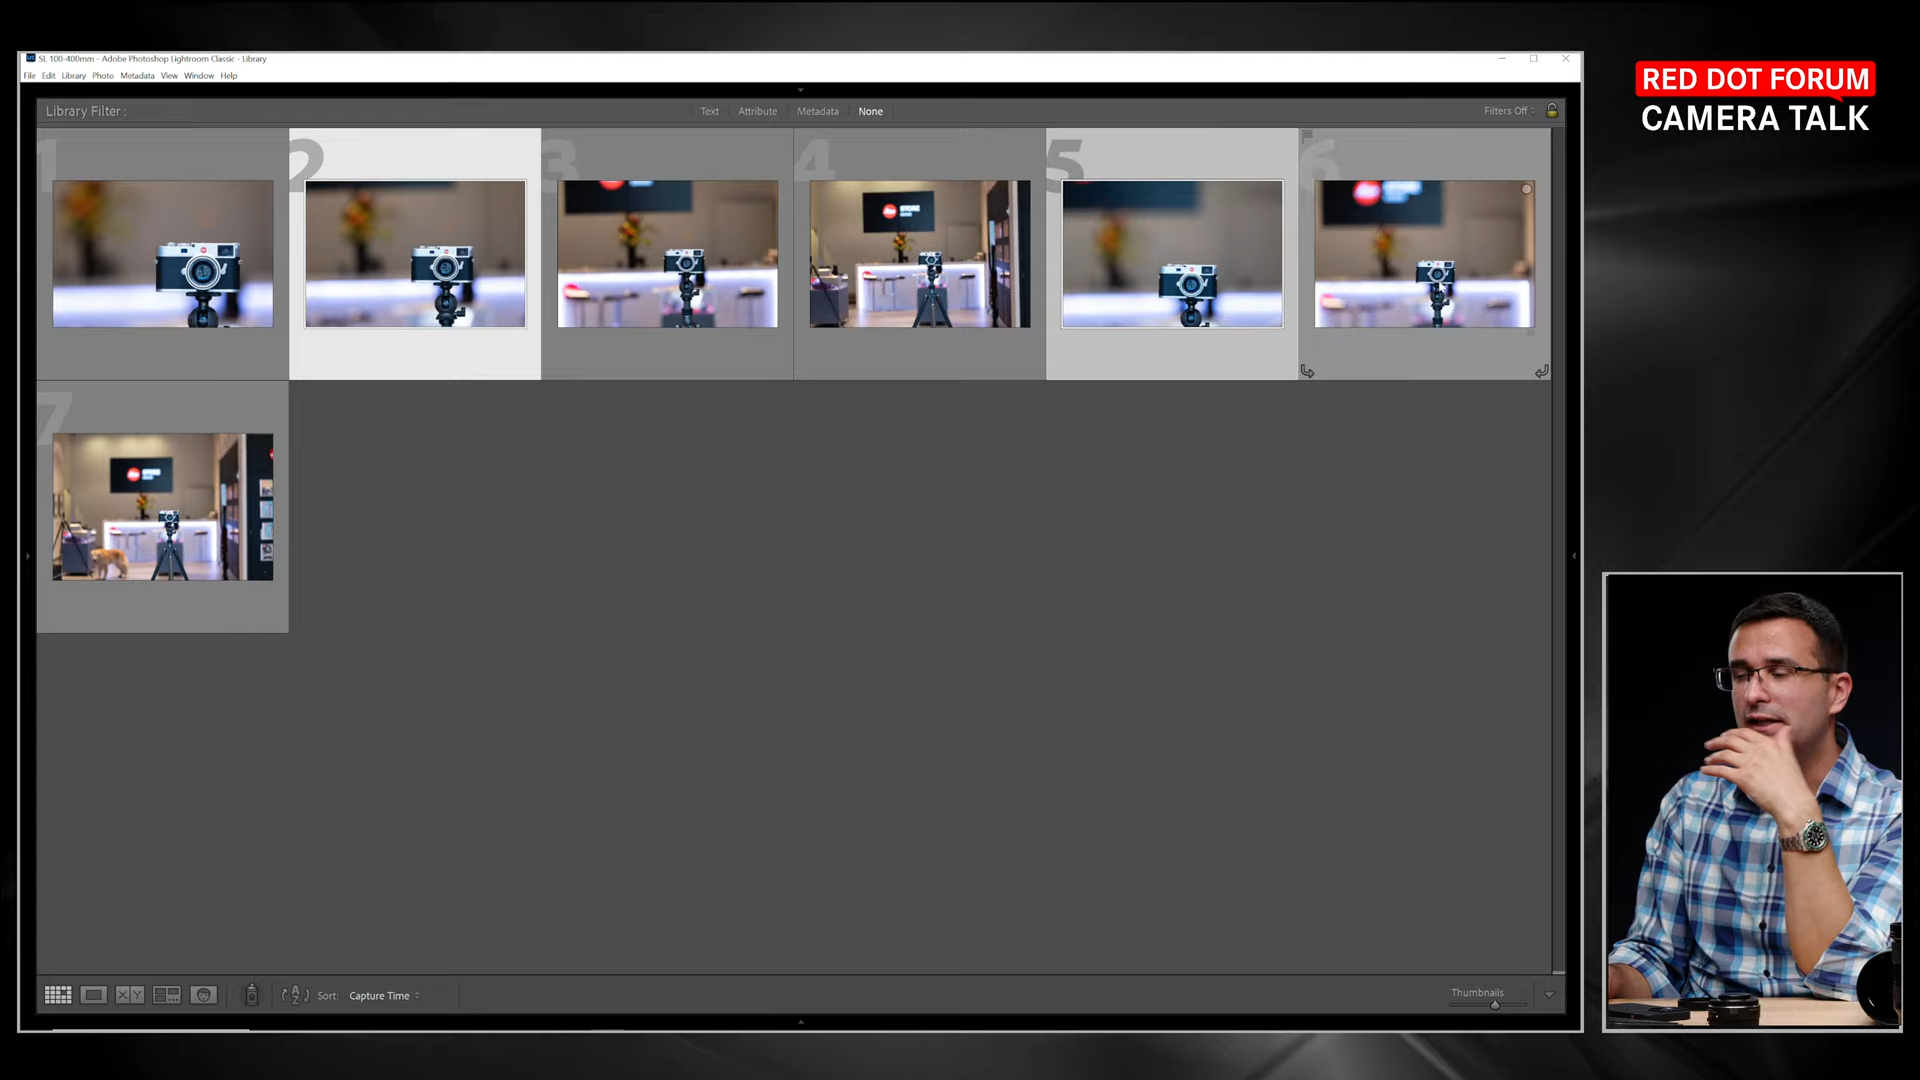 SL 100-400mm - Adobe Photoshop Lightroom Classic - Library
File Edit Library Photo Metadata View Window Help
RED DOT FORUM
CAMERA TALK
Library Filter :
Text Attribute Metadata None
Filters Off
1 2 3 4 5 6
STORE
7
Sort: Capture Time
Thumbnails